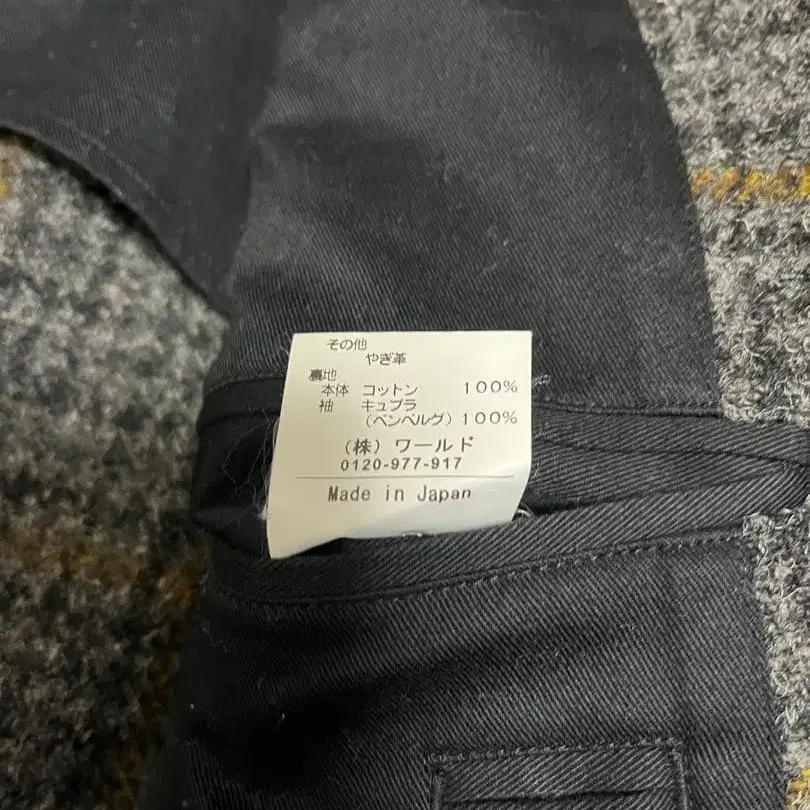 その他
やぎ革
裏地
本体 コットン 100%
袖 キュプラ
(ベンベルグ) 100%
(株) ワールド
0120-977-917
Made in Japan